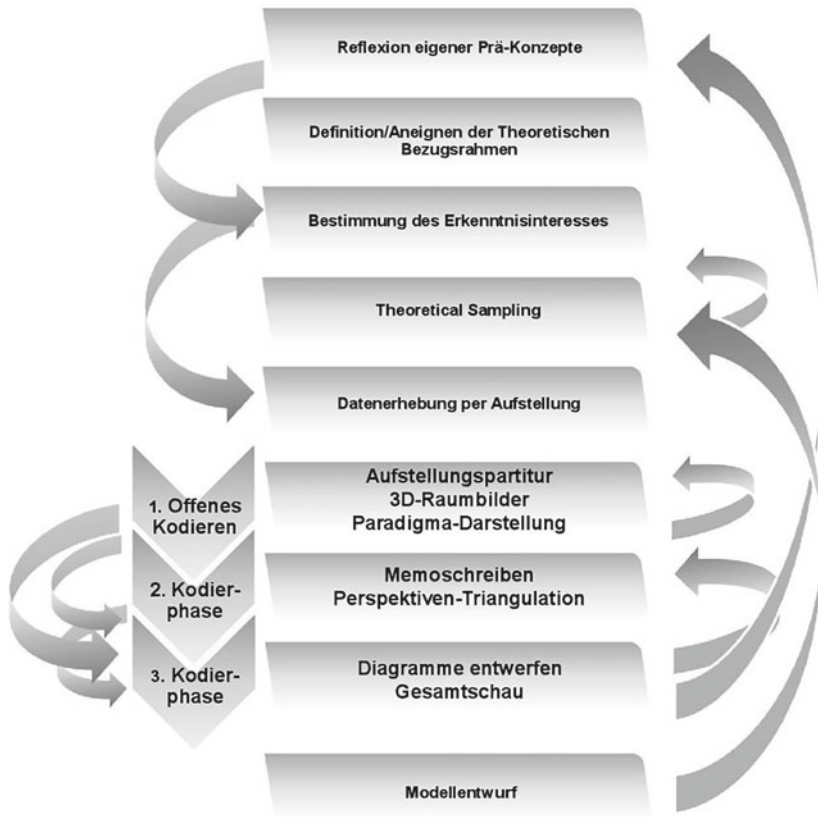 Reflexion eigener Prä-Konzepte
Definition/Aneignen der Theoretischen
Bezugsrahmen
Bestimmung des Erkenntnisinteresses
Theoretical Sampling
Datenerhebung per Aufstellung
1. Offenes
Kodieren
Aufstellungspartitur
3D-Raumbilder
Paradigma-Darstellung
2. Kodier-
phase
Memoschreiben
Perspektiven-Triangulation
3. Kodier-
phase
Diagramme entwerfen
Gesamtschau
Modellentwurf